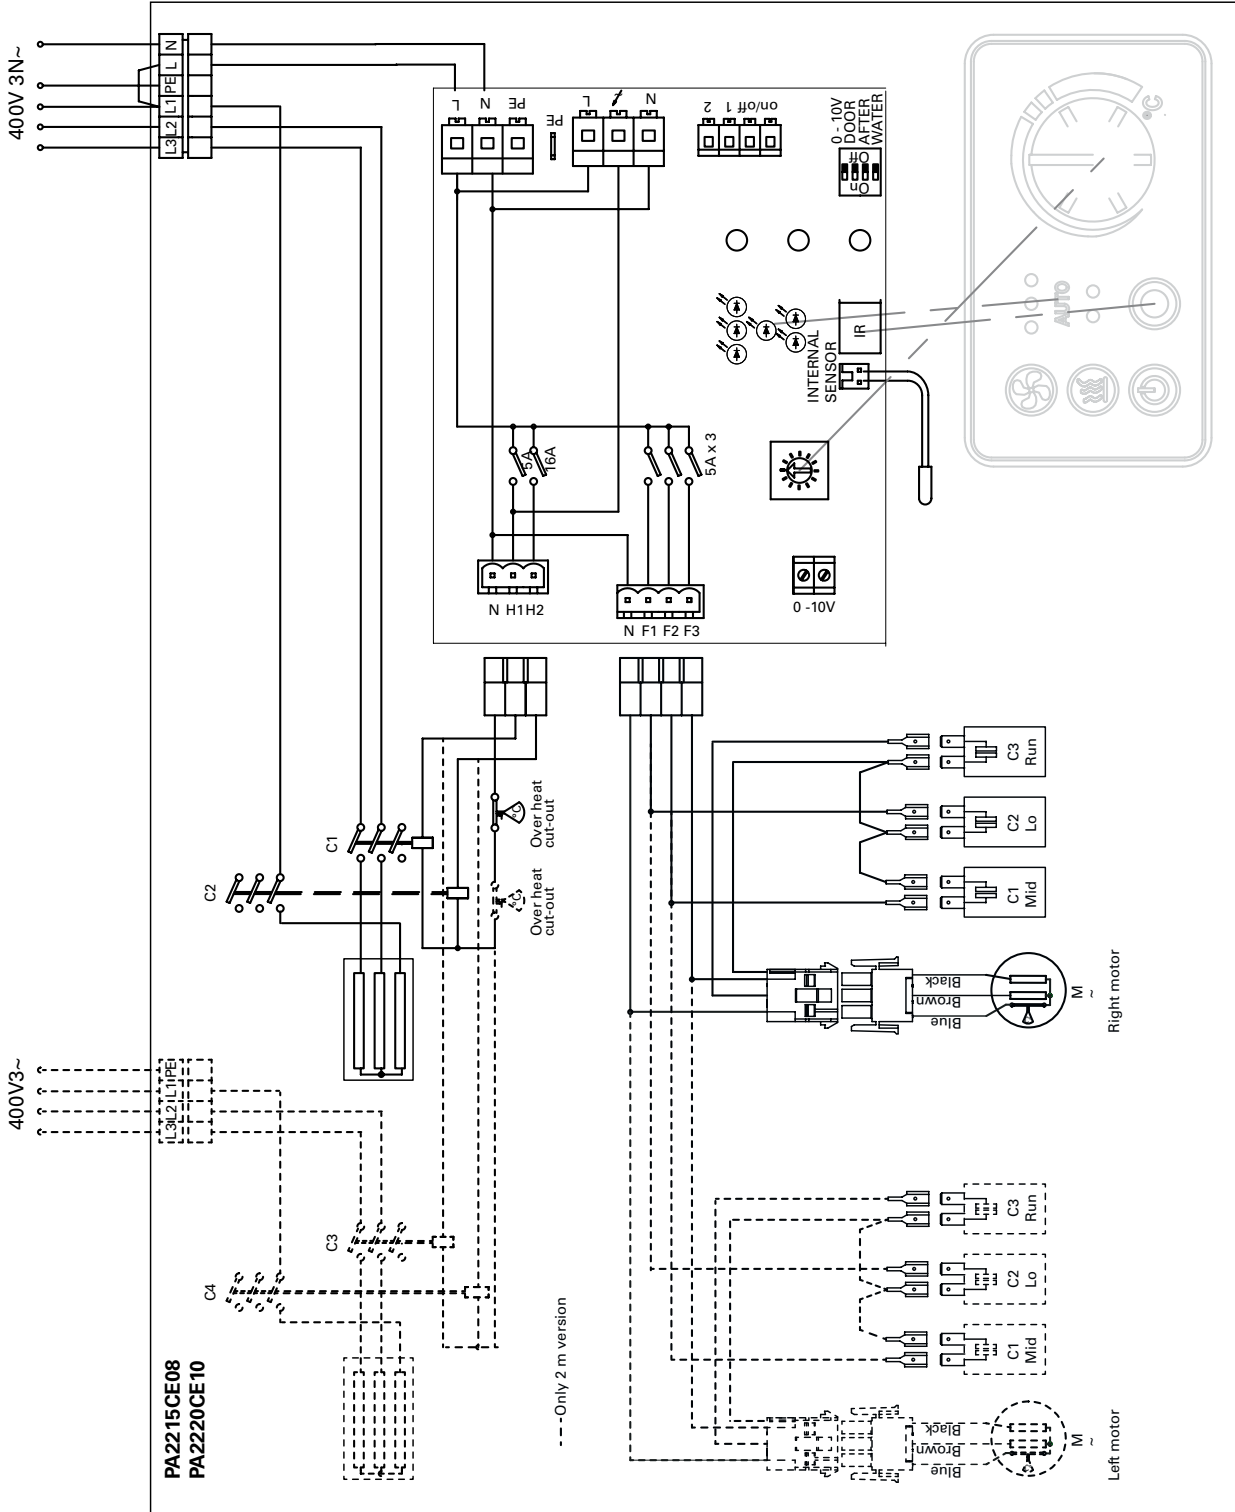 400V 3N~
N
L
PE
L1
L2
L3
L
N
PE
PE
L
N
2
1
on/off
0 - 10V
DOOR
AFTER
WATER
Off
On
°C
AUTO
IR
INTERNAL
SENSOR
5A
16A
5A x 3
N H1 H2
N F1 F2 F3
0 -10V
C1
C2
°C
Over heat
cut-out
°C
Over heat
cut-out
C3
Run
C2
Lo
C1
Mid
Black
Brown
Blue
M
~
Right motor
400V3~
PE
L1
L2
L3
C3
C4
PA2215CE08
PA2220CE10
Only 2 m version
C3
Run
C2
Lo
C1
Mid
Black
Brown
Blue
M
~
Left motor